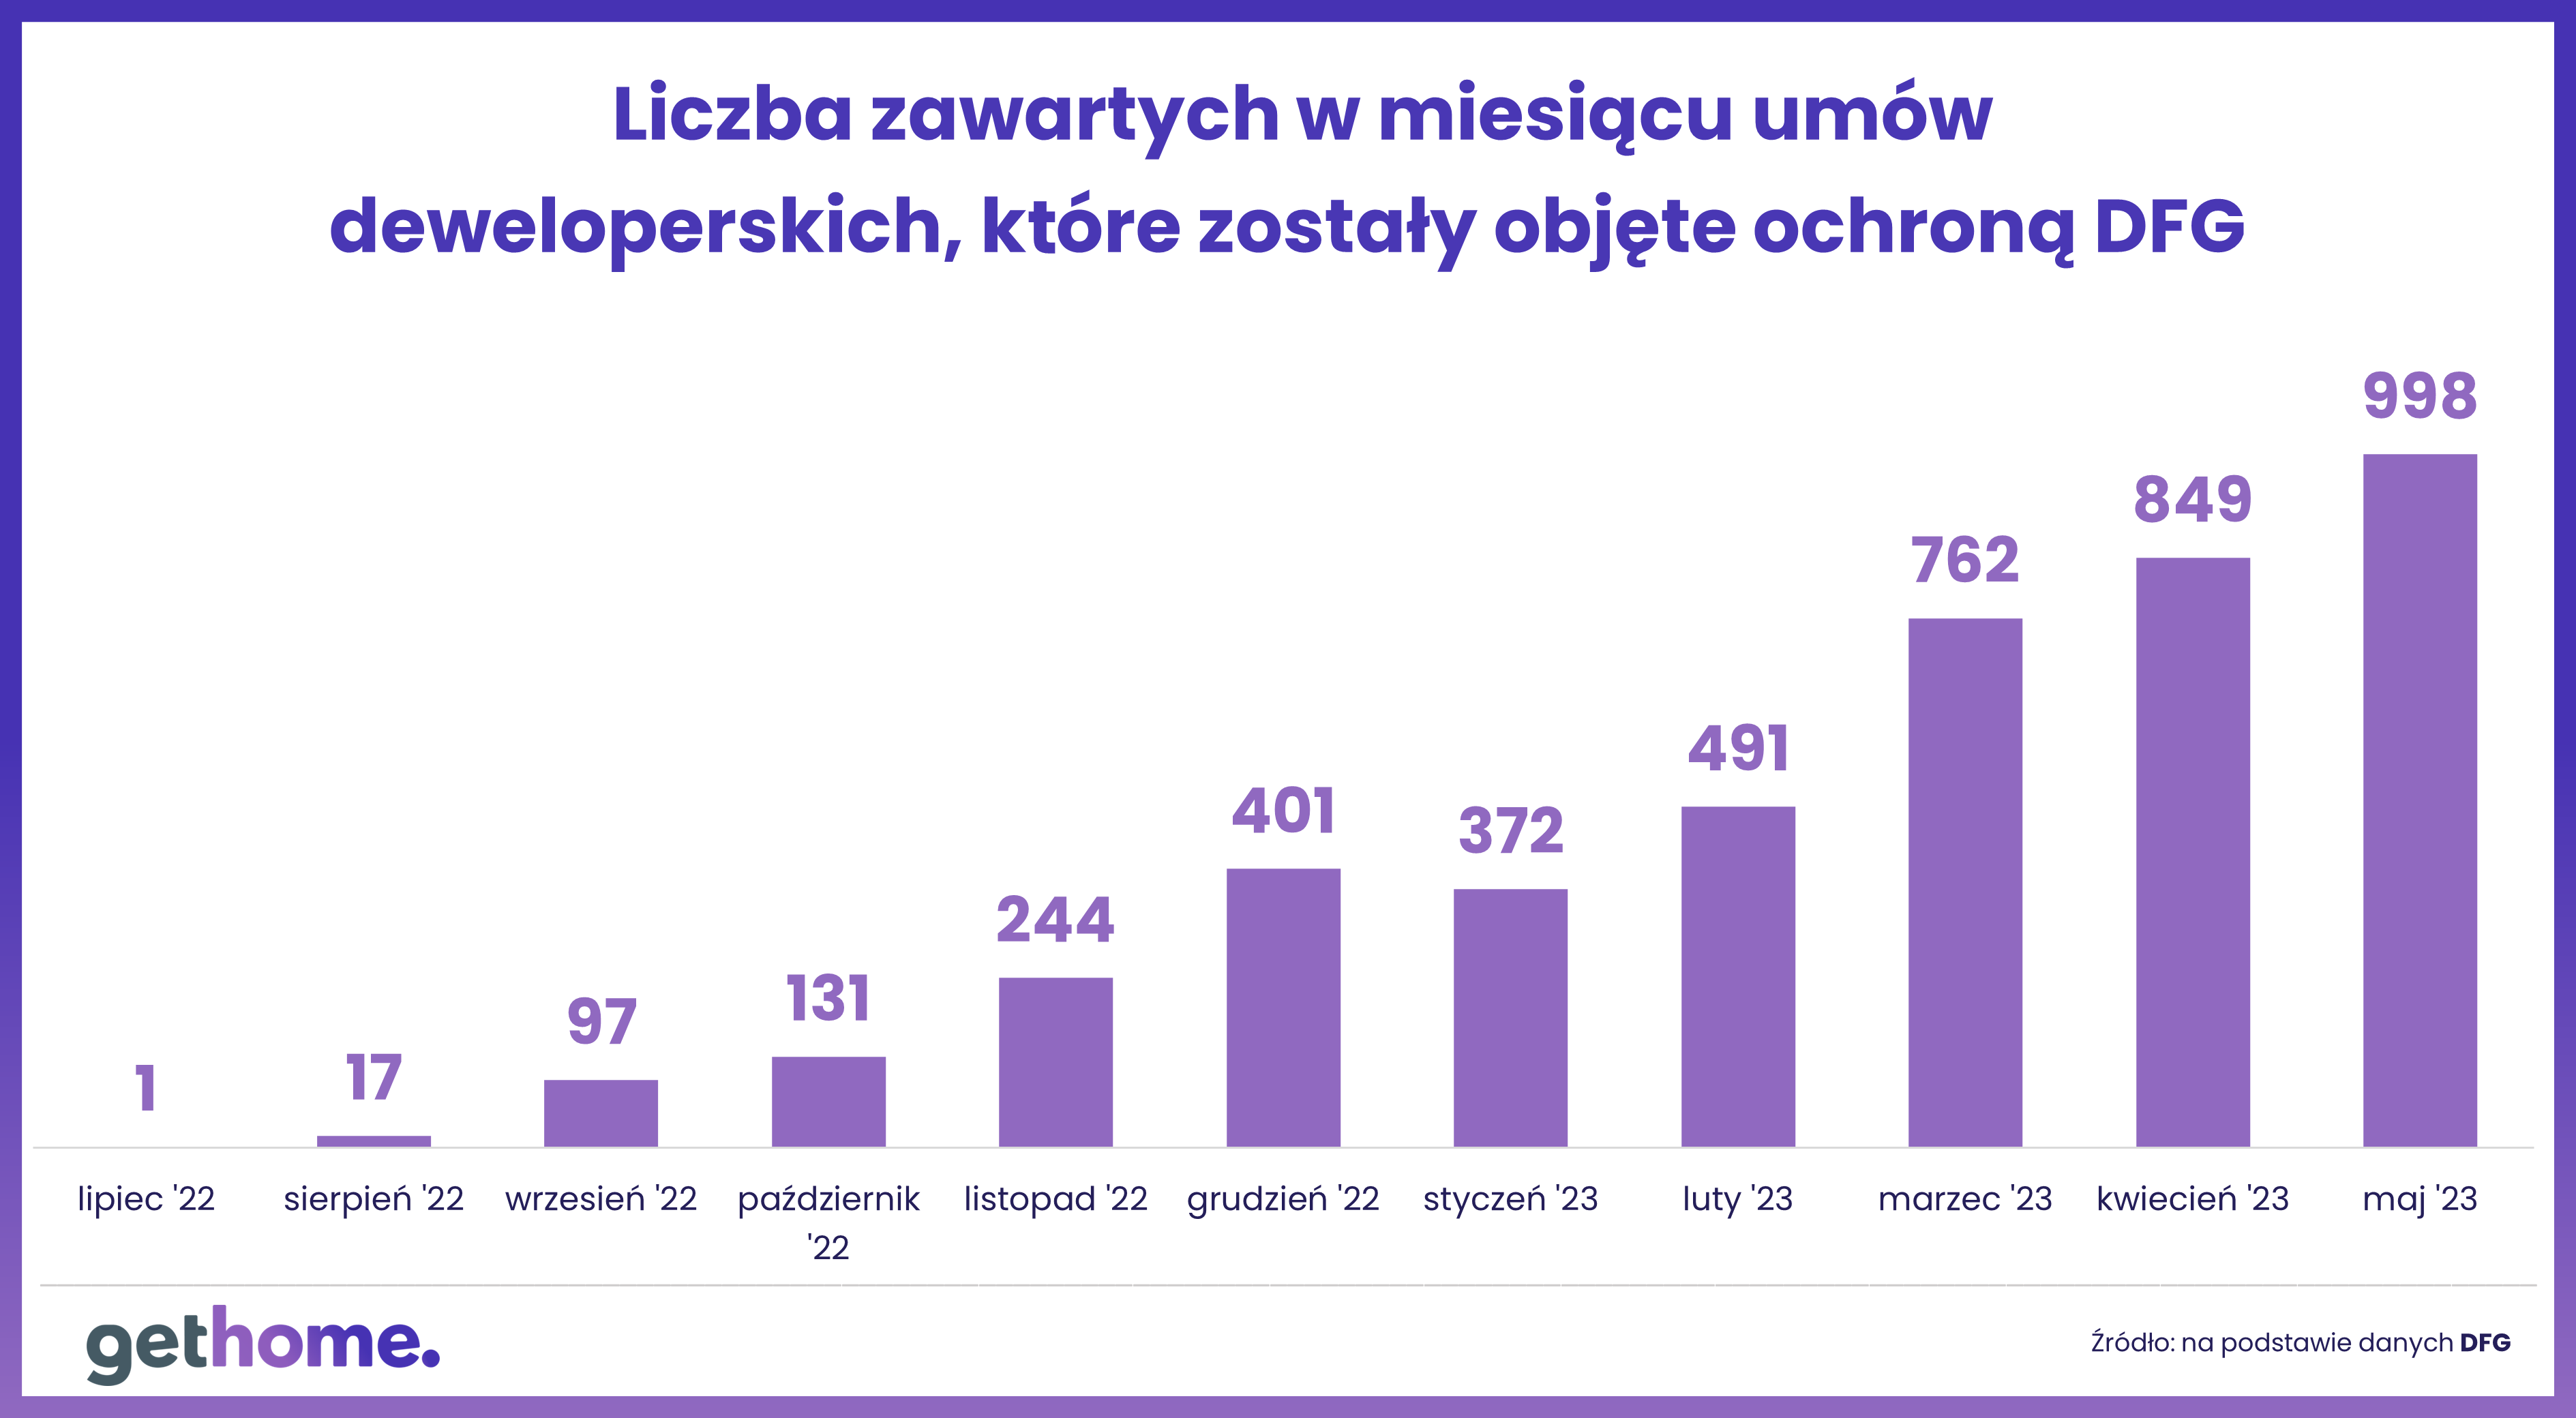 Liczba zawartych w miesiącu umów
deweloperskich, które zostały objęte ochroną DFG
1
17
97
131
244
401
372
491
762
849
998
lipiec '22
sierpień '22
wrzesień '22
październik
'22
listopad '22
grudzień '22
styczeń '23
luty '23
marzec '23
kwiecień '23
maj '23
gethome.
Źródło: na podstawie danych DFG